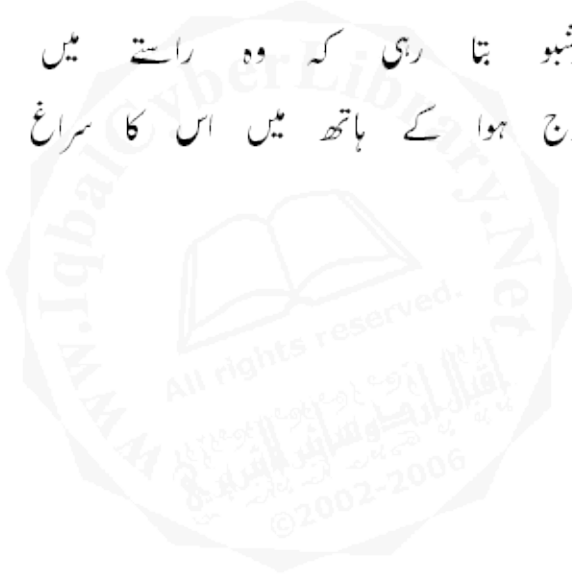 بتا رہی کہ وہ راستے میں
ہوا کے ہاتھ میں اس کا سراغ
www.IqbalCyberLibrary.Net
All rights reserved.
©2002-2006